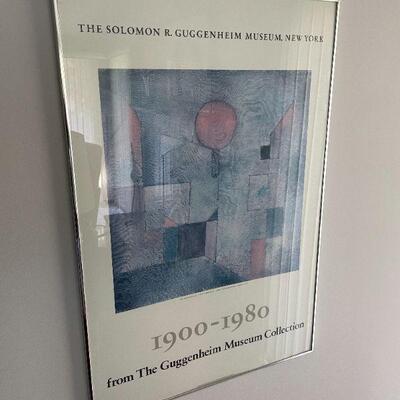 THE SOLOMON R. GUGGENHEIM MUSEUM, NEW YORK
1900-1980
from The Guggenheim Museum Collection